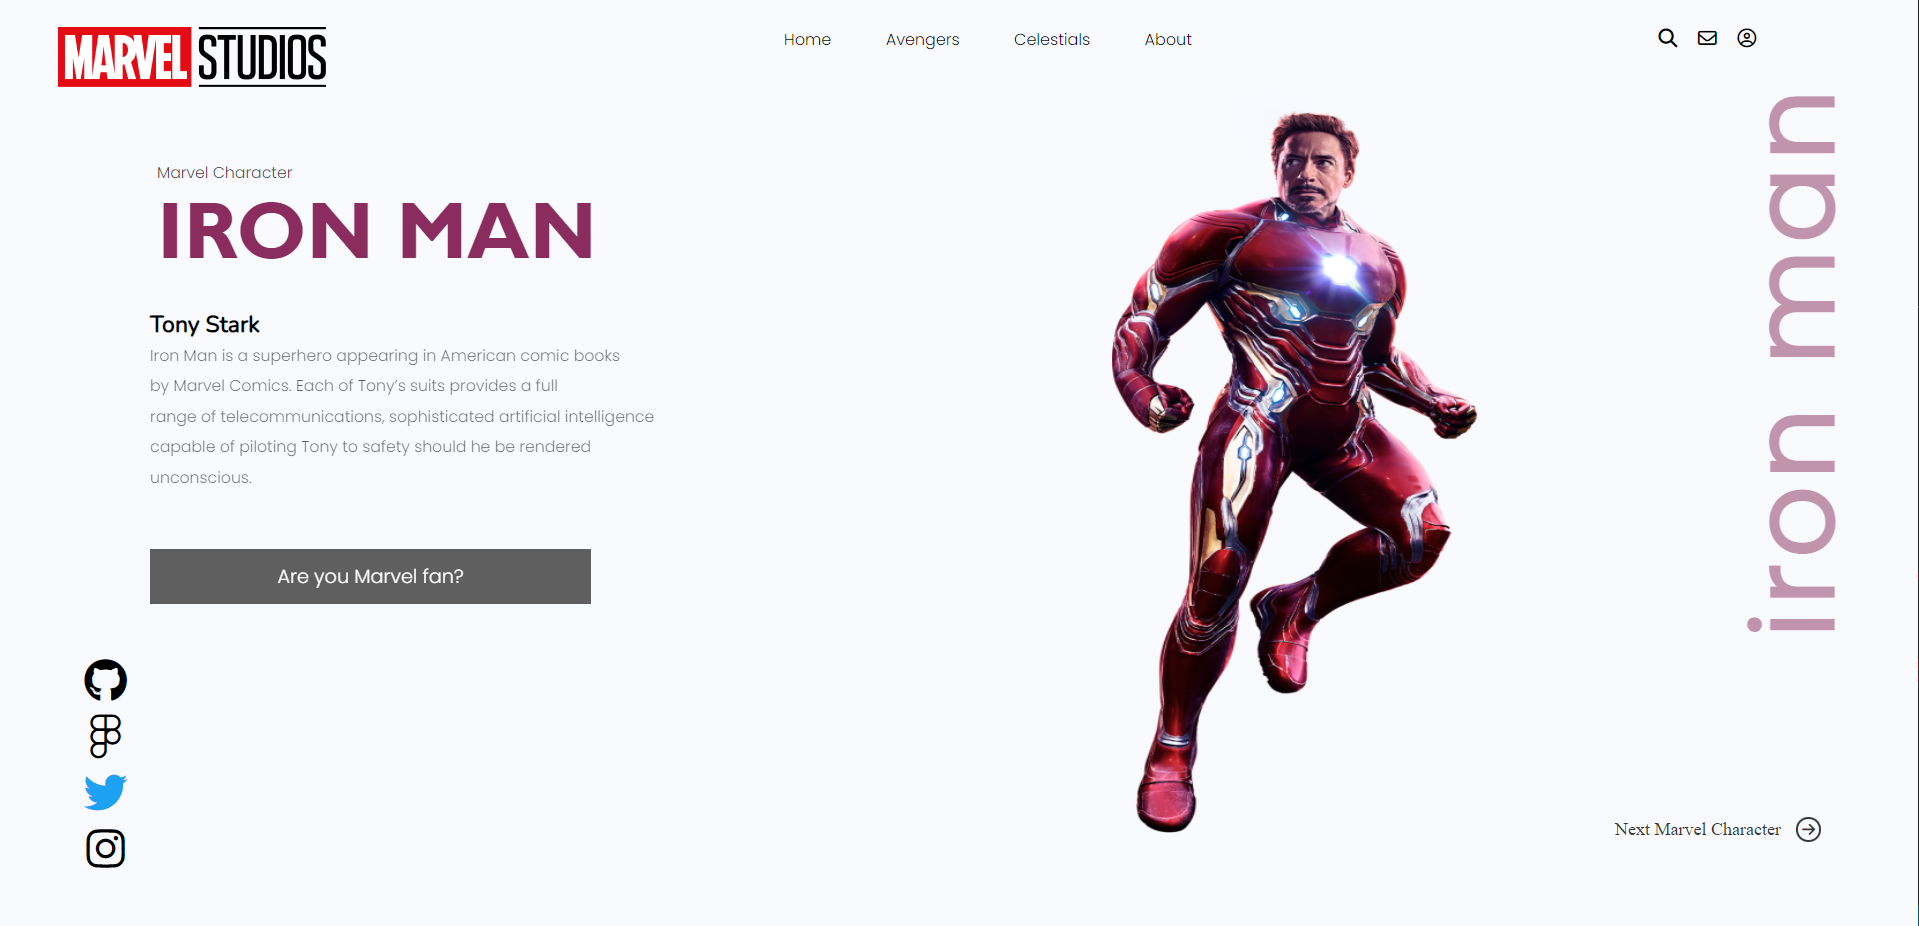 MARVEL STUDIOS
Home Avengers Celestials About
Marvel Character
IRON MAN
Tony Stark
Iron Man is a superhero appearing in American comic books
by Marvel Comics. Each of Tony’s suits provides a full
range of telecommunications, sophisticated artificial intelligence
capable of piloting Tony to safety should he be rendered
unconscious.
Are you Marvel fan?
iron man
Next Marvel Character